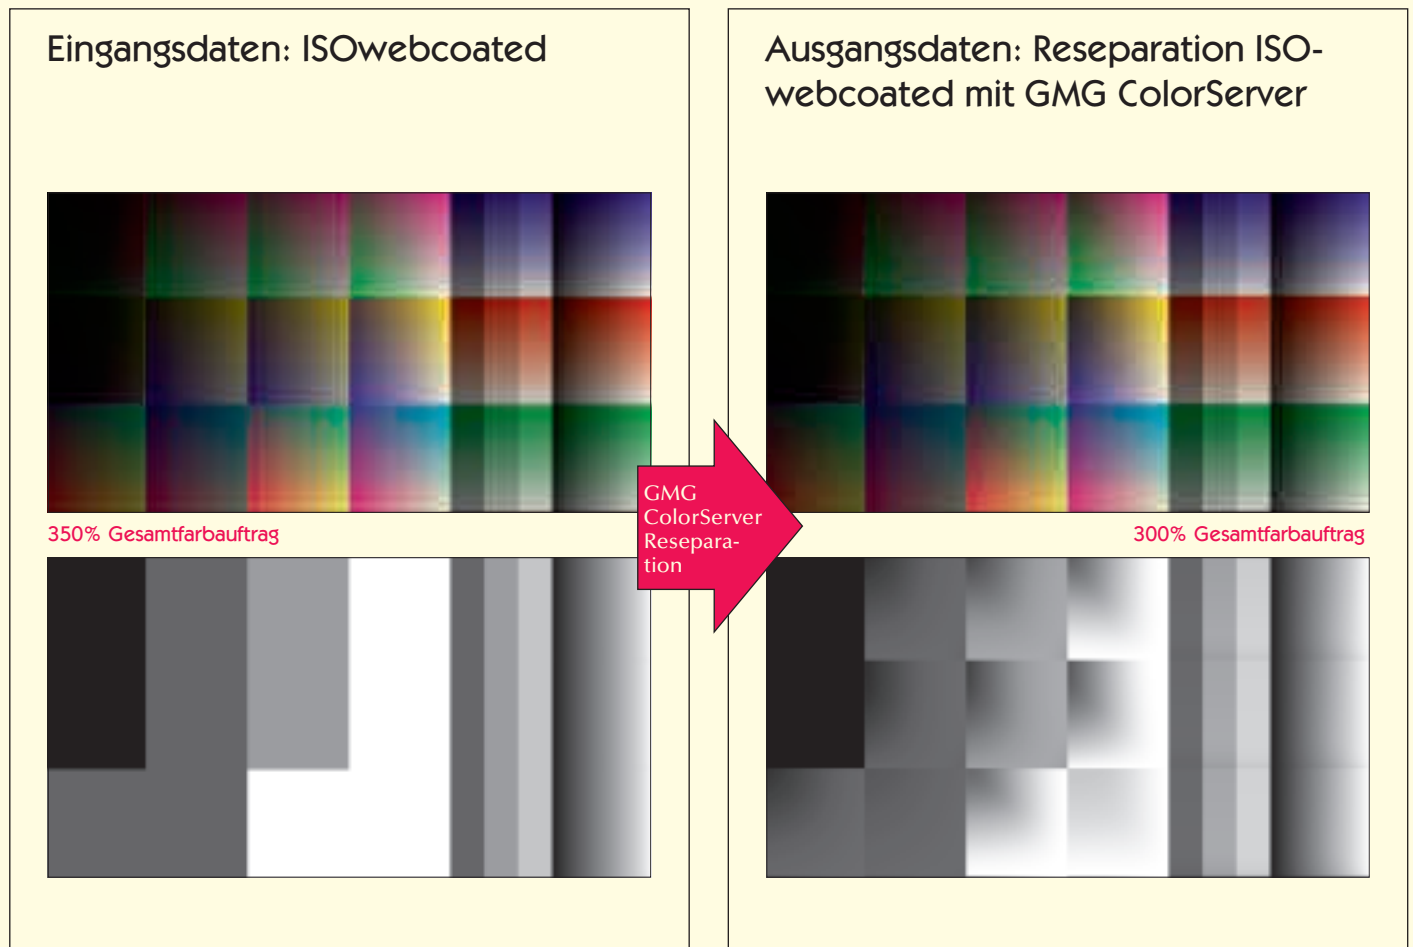 Eingangsdaten: ISOwebcoated
350% Gesamtfarbauftrag
GMG
ColorServer
Resepara-
tion
Ausgangsdaten: Reseparation ISO-
webcoated mit GMG ColorServer
300% Gesamtfarbauftrag